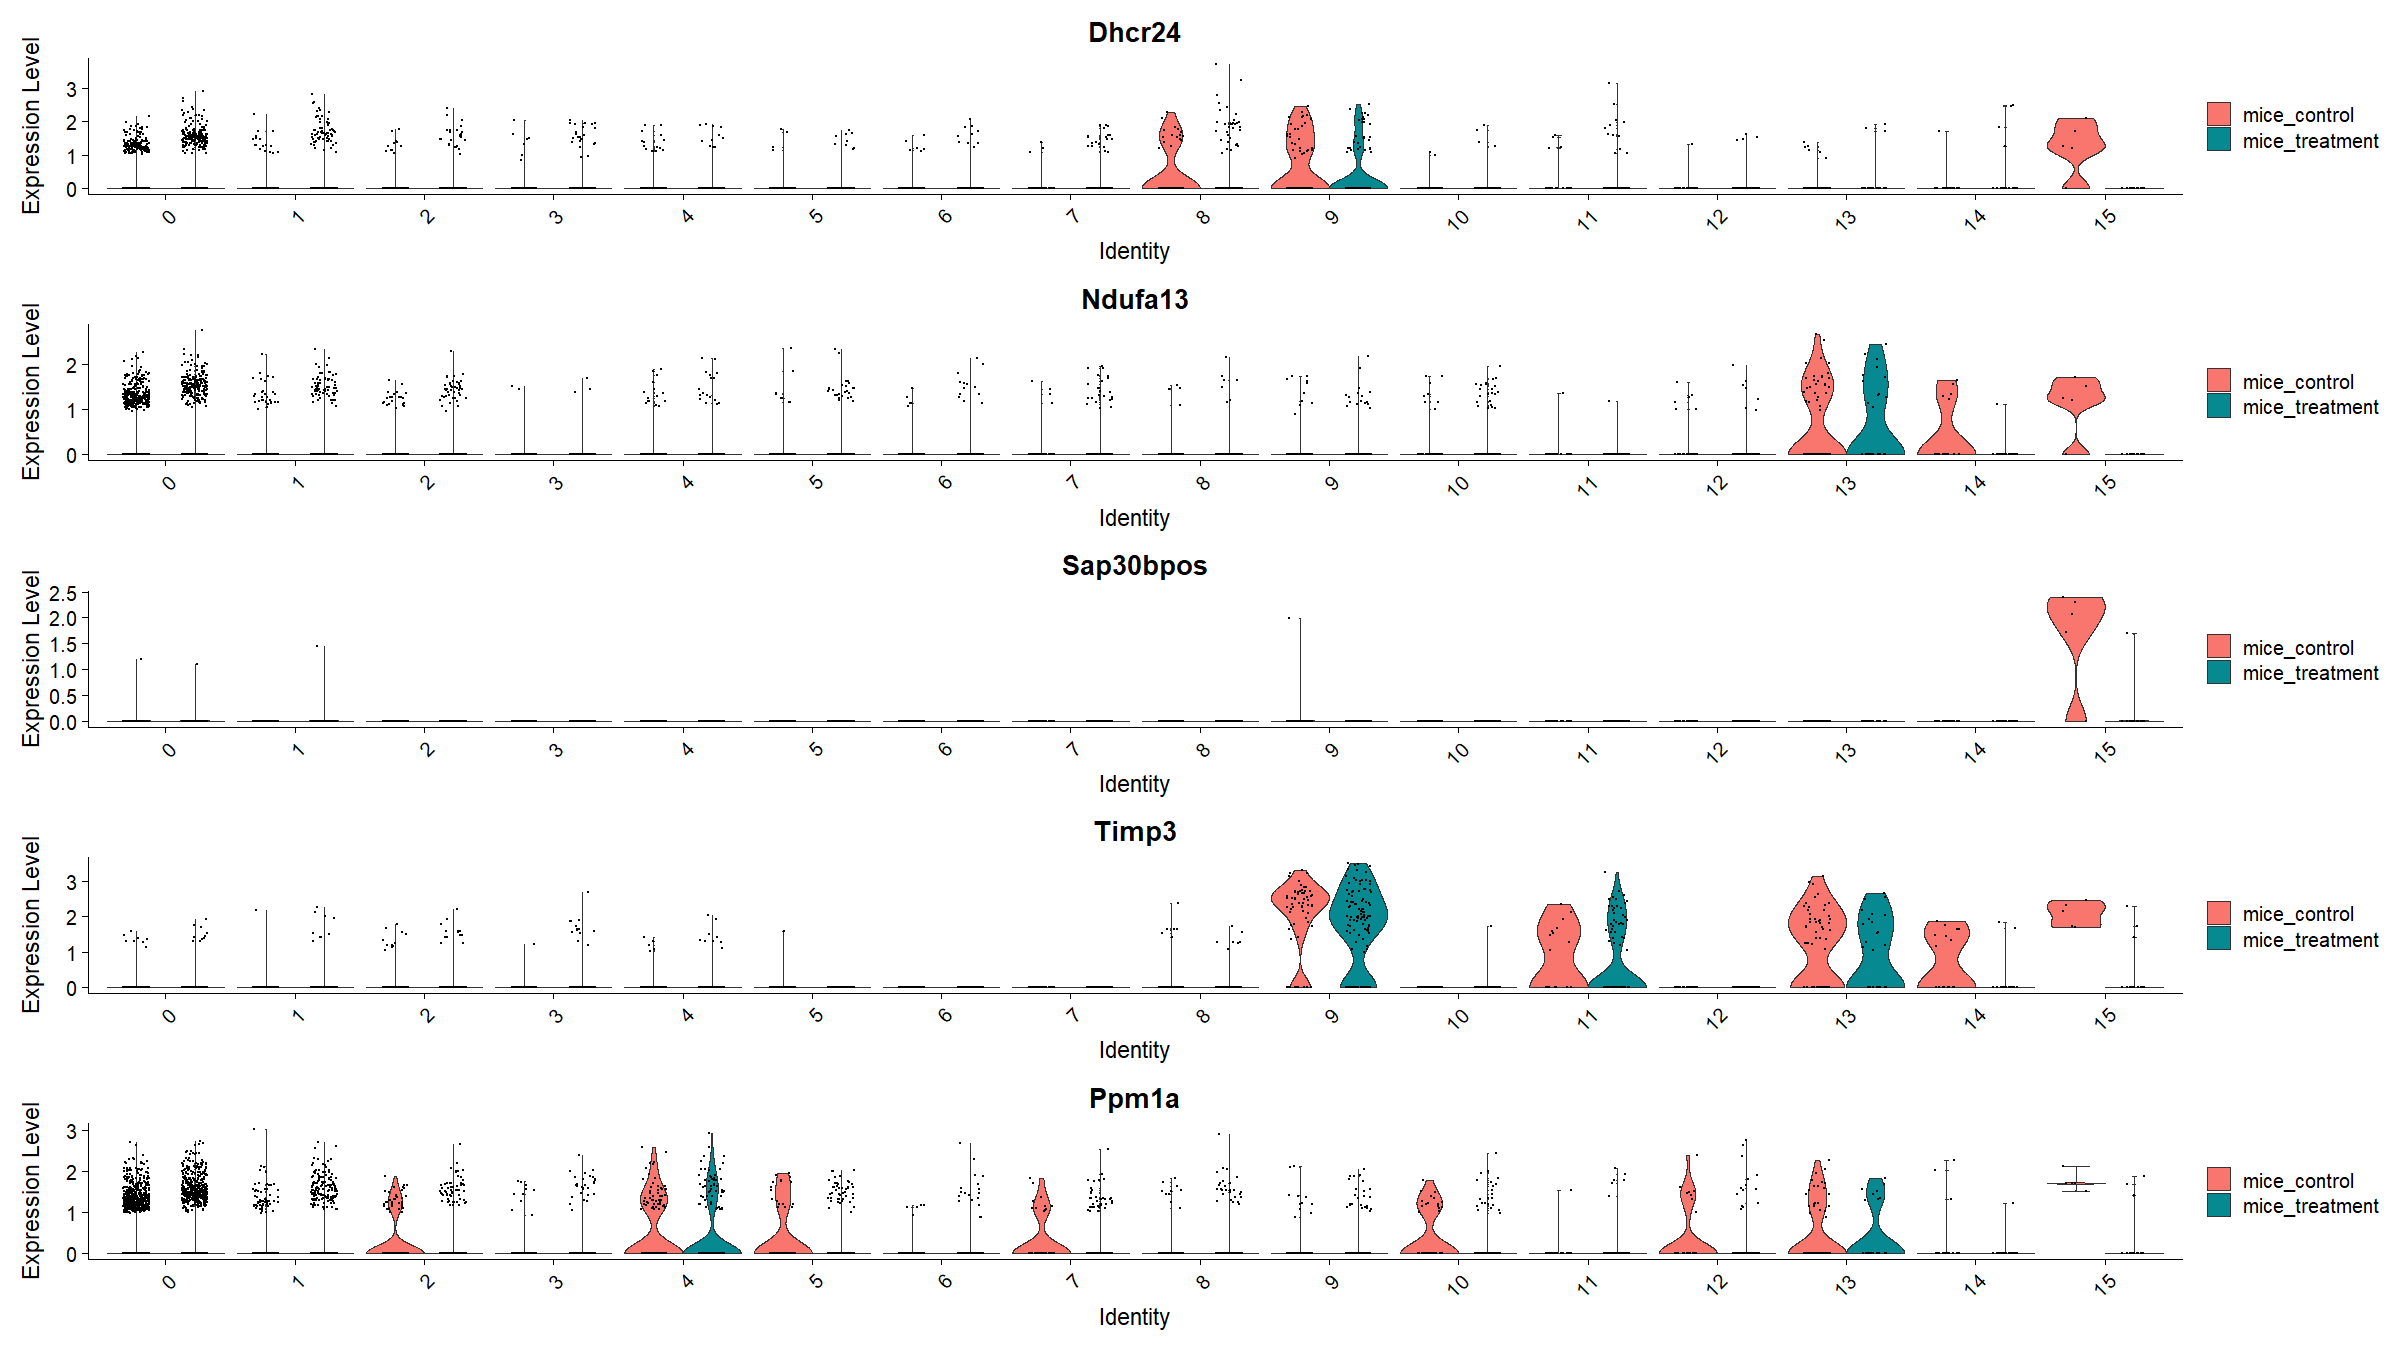 Dhcr24
Expression Level
3
2
1
0
0 1 2 3 4 5 6 7 8 9 10 11 12 13 14 15
Identity
mice_control
mice_treatment
Ndufa13
Expression Level
2
1
0
0 1 2 3 4 5 6 7 8 9 10 11 12 13 14 15
Identity
mice_control
mice_treatment
Sap30bpos
Expression Level
2.5
2.0
1.5
1.0
0.5
0.0
0 1 2 3 4 5 6 7 8 9 10 11 12 13 14 15
Identity
mice_control
mice_treatment
Timp3
Expression Level
3
2
1
0
0 1 2 3 4 5 6 7 8 9 10 11 12 13 14 15
Identity
mice_control
mice_treatment
Ppm1a
Expression Level
3
2
1
0
0 1 2 3 4 5 6 7 8 9 10 11 12 13 14 15
Identity
mice_control
mice_treatment